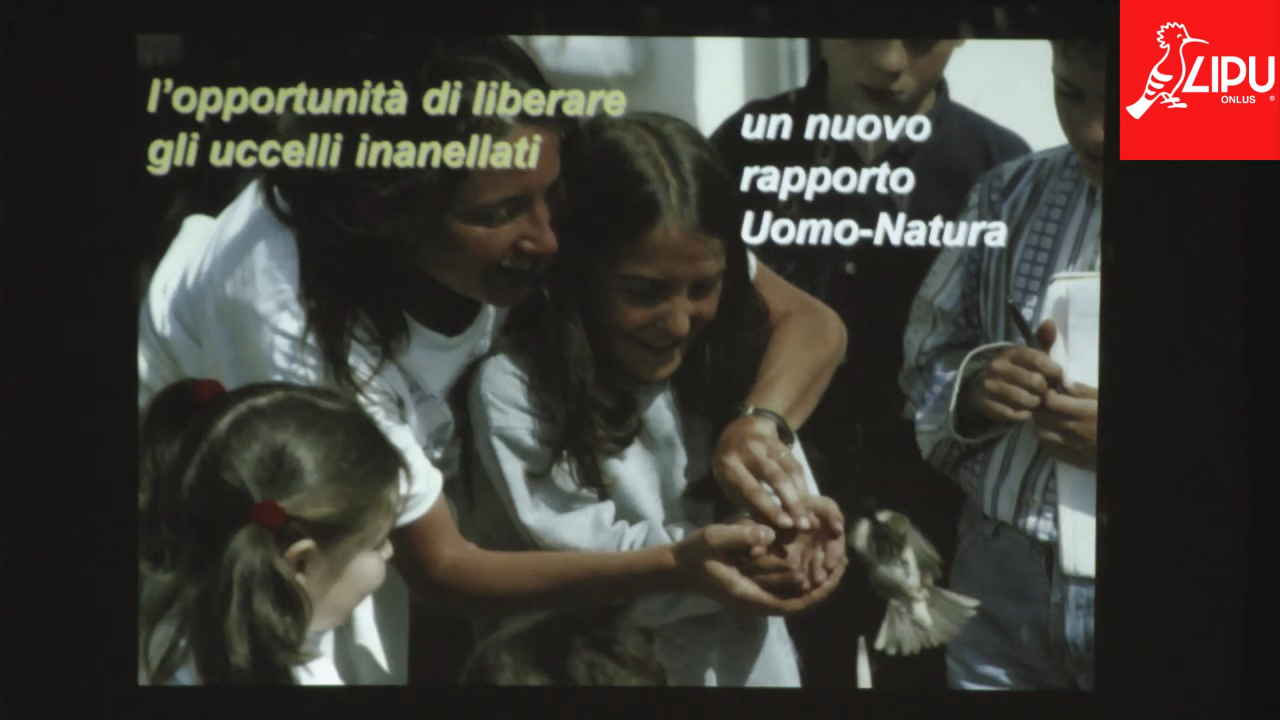 l'opportunità di liberare
gli uccelli inanellati
un nuovo
rapporto
Uomo-Natura
LIPU
ONLUS ®